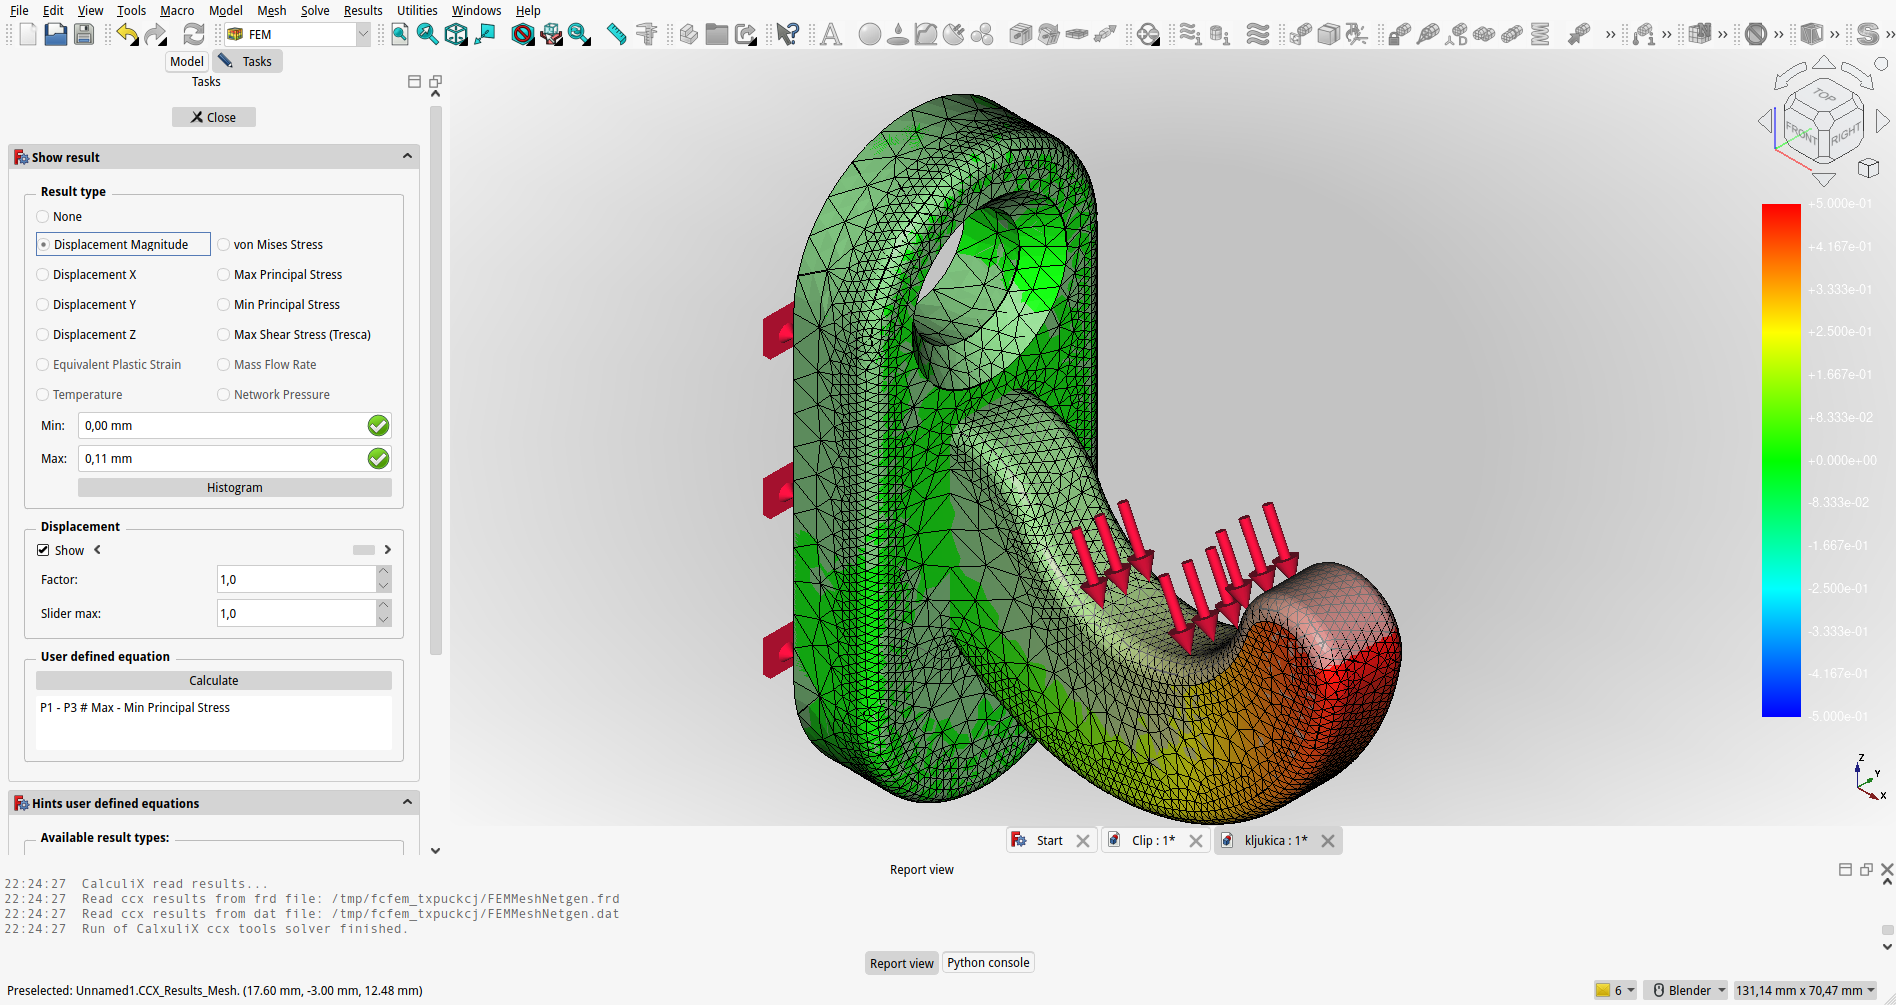 File Edit View Tools Macro Model Mesh Solve Results Utilities Windows Help
FEM
Model Tasks
Tasks
Close
Show result
Result type
None
Displacement Magnitude von Mises Stress
Displacement X Max Principal Stress
Displacement Y Min Principal Stress
Displacement Z Max Shear Stress (Tresca)
Equivalent Plastic Strain Mass Flow Rate
Temperature Network Pressure
Min: 0,00 mm
Max: 0,11 mm
Histogram
Displacement
Show
Factor: 1,0
Slider max: 1,0
User defined equation
Calculate
P1 - P3 # Max - Min Principal Stress
Hints user defined equations
Available result types:
TOP
FRONT RIGHT
+5.000e-01
+4.167e-01
+3.333e-01
+2.500e-01
+1.667e-01
+8.333e-02
+0.000e+00
-8.333e-02
-1.667e-01
-2.500e-01
-3.333e-01
-4.167e-01
-5.000e-01
Z
Y
X
Start Clip : 1* kljukica : 1*
Report view
22:24:27 CalculiX read results...
22:24:27 Read ccx results from frd file: /tmp/fcfem_txpuckcj/FEMMeshNetgen.frd
22:24:27 Read ccx results from dat file: /tmp/fcfem_txpuckcj/FEMMeshNetgen.dat
22:24:27 Run of CalxuliX ccx tools solver finished.
Report view Python console
Preselected: Unnamed1.CCX_Results_Mesh. (17.60 mm, -3.00 mm, 12.48 mm) 6 Blender 131,14 mm x 70,47 mm